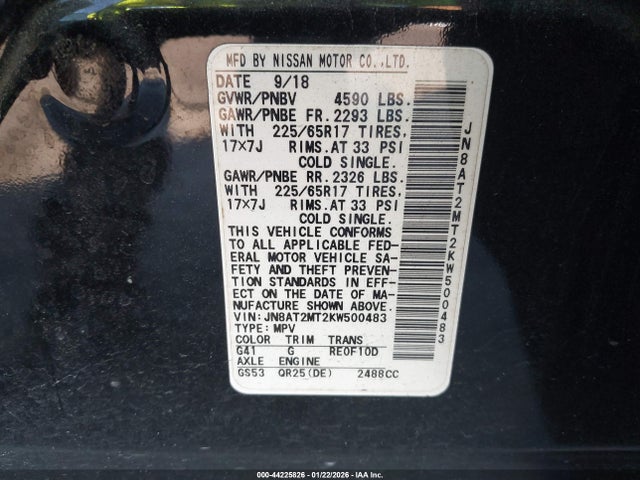 MFD BY NISSAN MOTOR CO.,LTD.
DATE 9/18
GVWR/PNBV 4590 LBS.
GAWR/PNBE FR. 2293 LBS.
WITH 225/65R17 TIRES,
17×7J RIMS.AT 33 PSI
COLD SINGLE.
GAWR/PNBE RR. 2326 LBS.
WITH 225/65R17 TIRES,
17×7J RIMS.AT 33 PSI
COLD SINGLE.
THIS VEHICLE CONFORMS
TO ALL APPLICABLE FED-
ERAL MOTOR VEHICLE SA-
FETY AND THEFT PREVEN-
TION STANDARDS IN EFF-
ECT ON THE DATE OF MA-
NUFACTURE SHOWN ABOVE.
VIN: JN8AT2MT2KW500483
TYPE: MPV
COLOR TRIM TRANS
G41 G RE0F10D
AXLE ENGINE
GS53 QR25(DE) 2488CC
JN8AT2MT2KW500483
000-44225826 - 01/22/2026 - IAA Inc.